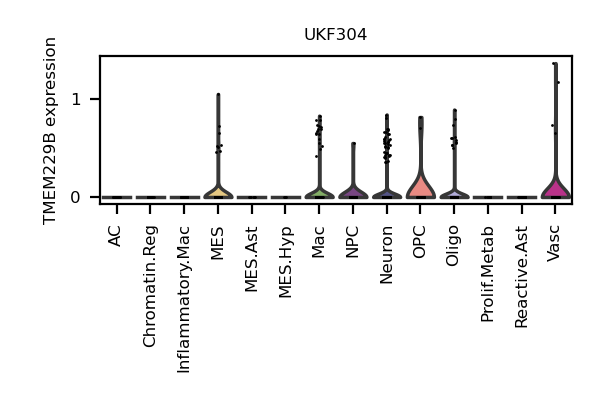 UKF304
TMEM229B expression
1
0
AC
Chromatin.Reg
Inflammatory.Mac
MES
MES.Ast
MES.Hyp
Mac
NPC
Neuron
OPC
Oligo
Prolif.Metab
Reactive.Ast
Vasc